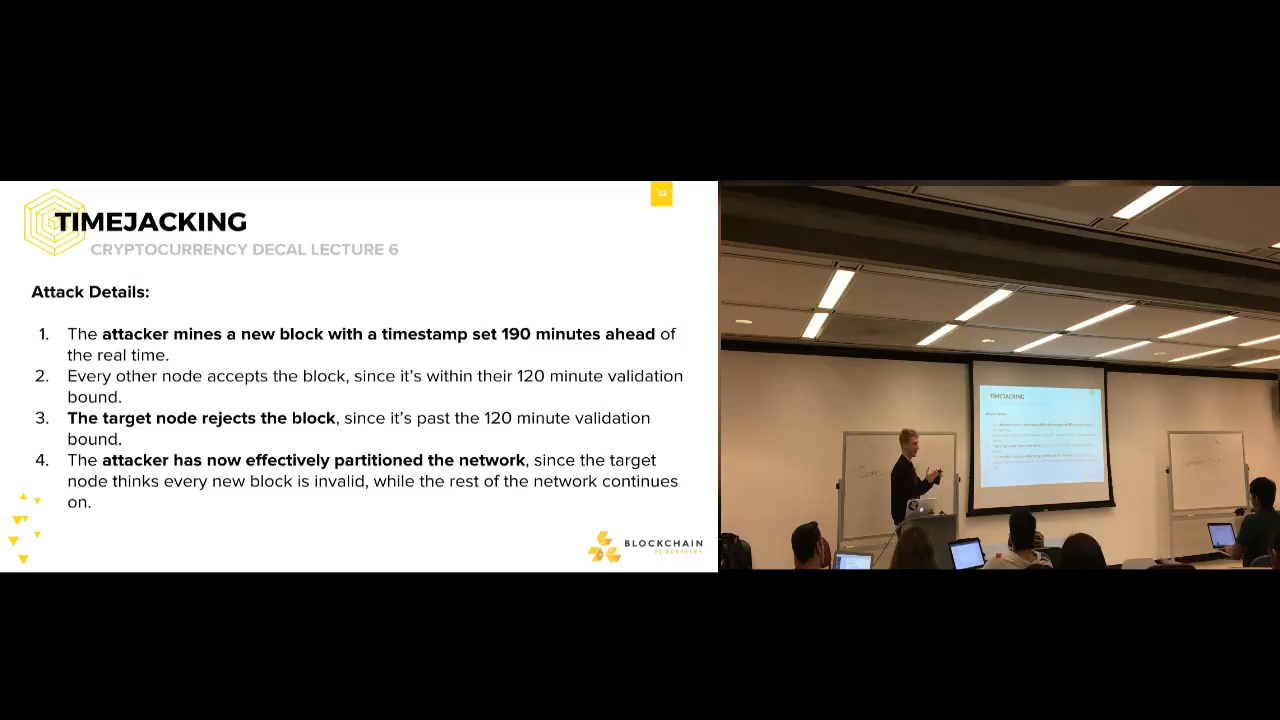 32
TIMEJACKING
CRYPTOCURRENCY DECAL LECTURE 6
Attack Details:
1. The attacker mines a new block with a timestamp set 190 minutes ahead of
the real time.
2. Every other node accepts the block, since it's within their 120 minute validation
bound.
3. The target node rejects the block, since it's past the 120 minute validation
bound.
4. The attacker has now effectively partitioned the network, since the target
node thinks every new block is invalid, while the rest of the network continues
on.
BLOCKCHAIN
AT BERKELEY
TIMEJACKING